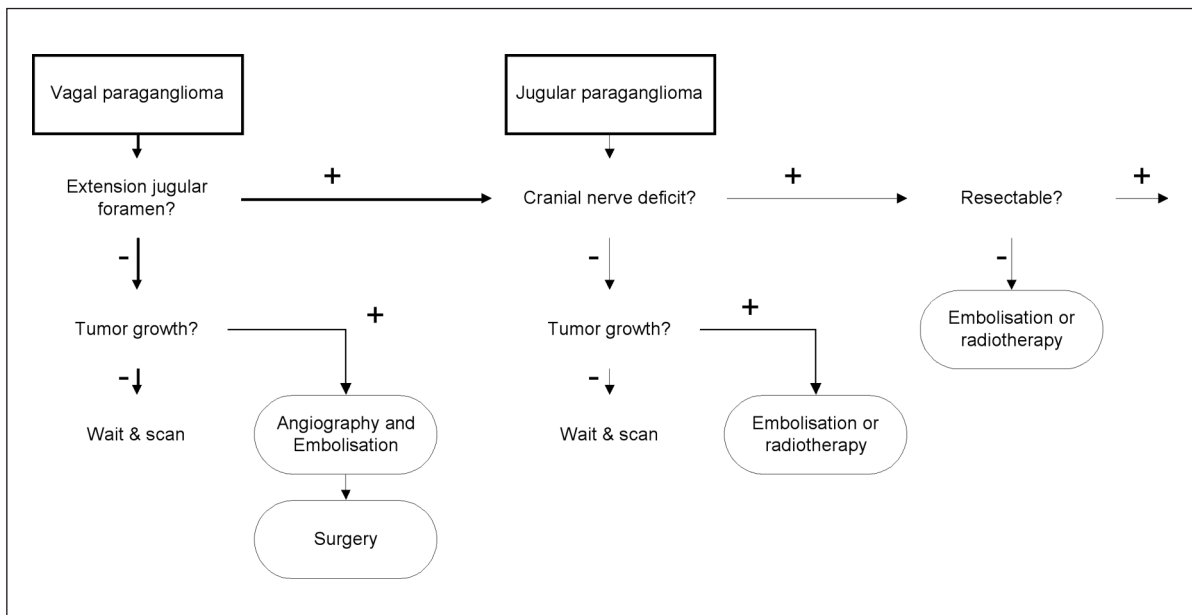 Vagal paraganglioma
Jugular paraganglioma
Extension jugular
foramen?
+
Cranial nerve deficit?
+
Resectable?
+
-
-
-
Tumor growth?
+
Tumor growth?
+
Embolisation or
radiotherapy
-
-
Wait & scan
Angiography and
Embolisation
Wait & scan
Embolisation or
radiotherapy
Surgery